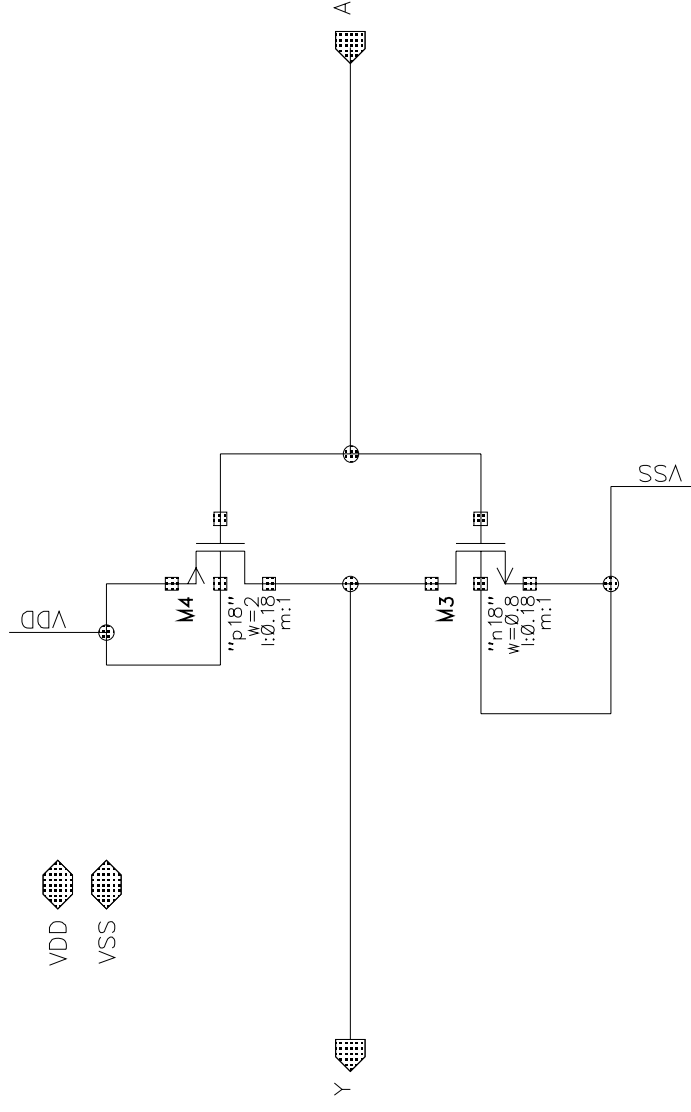 A
VDD
VSS
M4
"p18"
w=2
l:0.18
m:1
M3
"n18"
w=0.8
l:0.18
m:1
VDD
VSS
Y